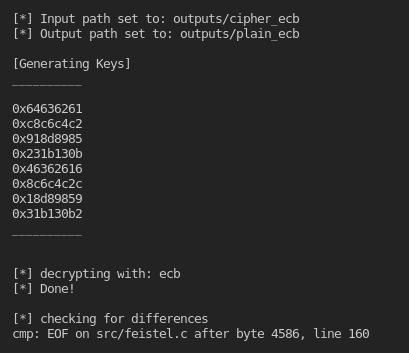 [*] Input path set to: outputs/cipher_ecb
[*] Output path set to: outputs/plain_ecb
[Generating Keys]
__________
0x64636261
0xc8c6c4c2
0x918d8985
0x231b130b
0x46362616
0x8c6c4c2c
0x18d89859
0x31b130b2
__________
[*] decrypting with: ecb
[*] Done!
[*] checking for differences
cmp: EOF on src/feistel.c after byte 4586, line 160